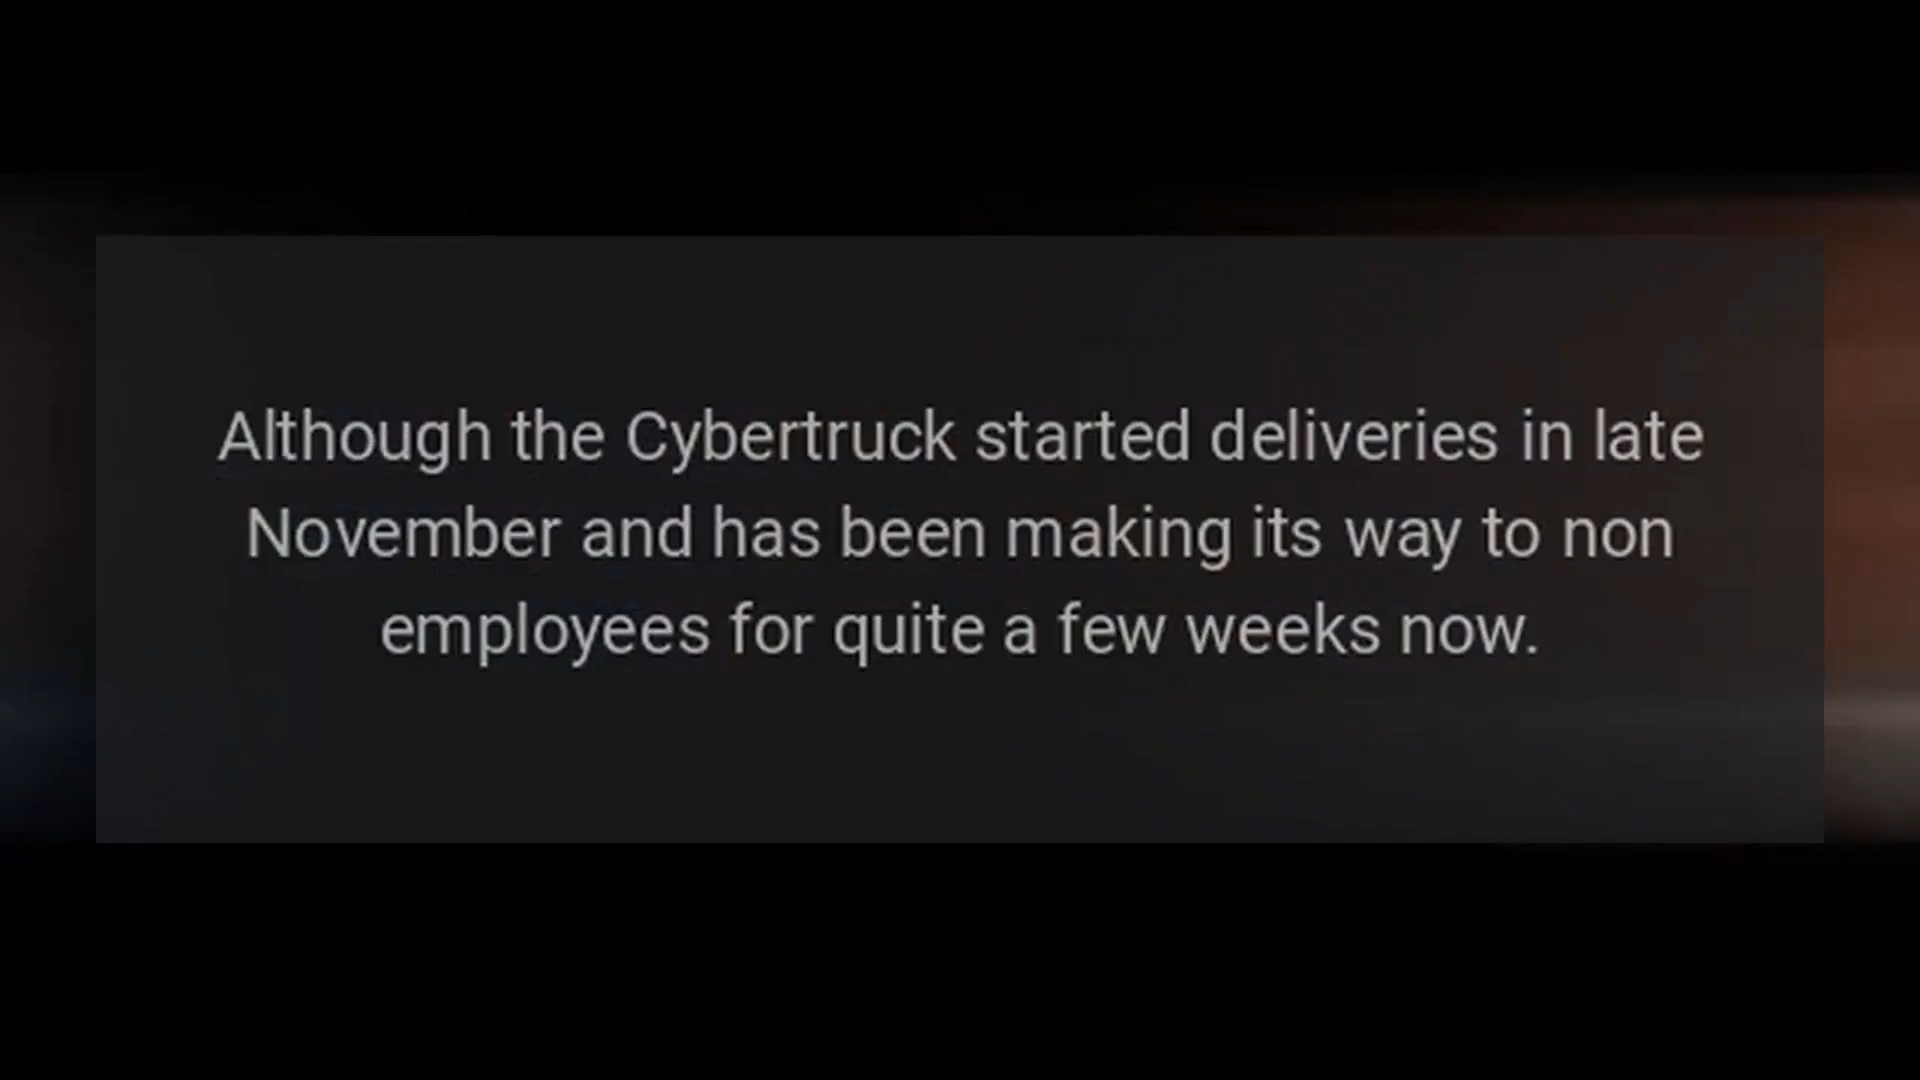 Although the Cybertruck started deliveries in late
November and has been making its way to non
employees for quite a few weeks now.